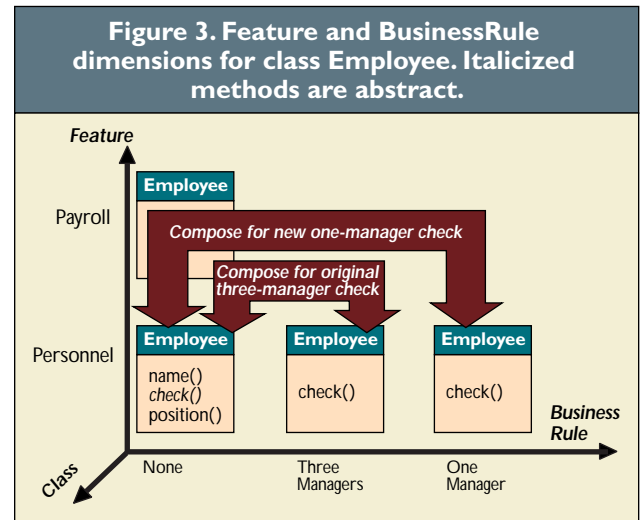 Figure 3. Feature and BusinessRule
dimensions for class Employee. Italicized
methods are abstract.
Feature
Employee
Payroll
Compose for new one-manager check
Compose for original
three-manager check
Personnel
Employee
name()
check()
position()
Employee
check()
Employee
check()
Business
Rule
Class
None
Three
Managers
One
Manager